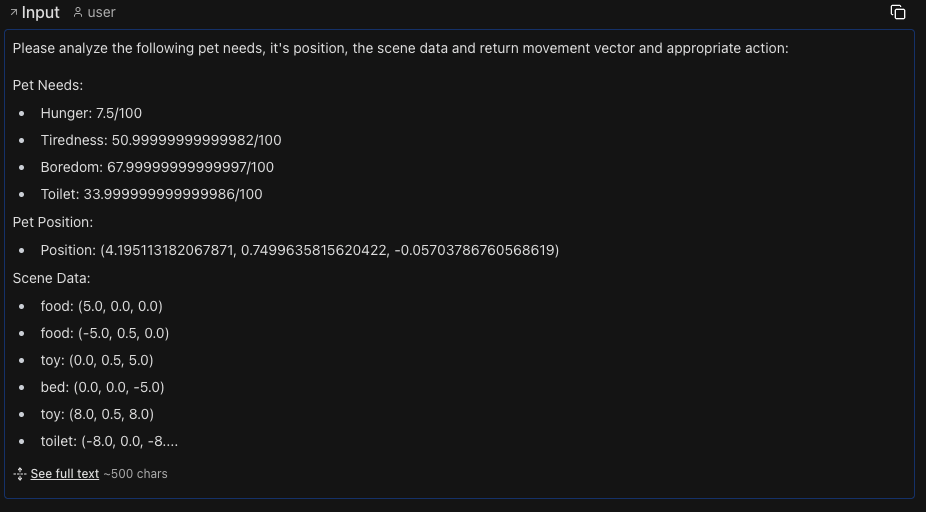 Input user
Please analyze the following pet needs, it's position, the scene data and return movement vector and appropriate action:
Pet Needs:
• Hunger: 7.5/100
• Tiredness: 50.99999999999982/100
• Boredom: 67.99999999999997/100
• Toilet: 33.999999999999986/100
Pet Position:
• Position: (4.195113182067871, 0.7499635815620422, -0.05703786760568619)
Scene Data:
• food: (5.0, 0.0, 0.0)
• food: (-5.0, 0.5, 0.0)
• toy: (0.0, 0.5, 5.0)
• bed: (0.0, 0.0, -5.0)
• toy: (8.0, 0.5, 8.0)
• toilet: (-8.0, 0.0, -8....
See full text ~500 chars